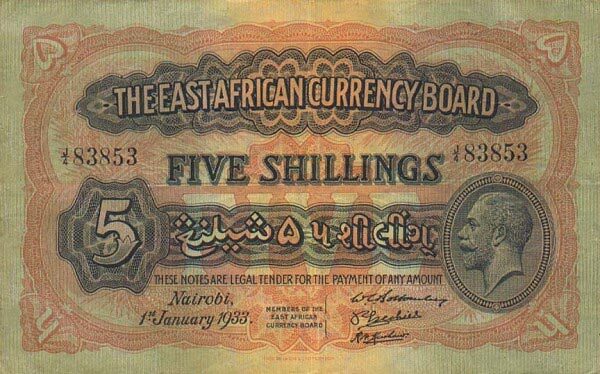 THE EAST AFRICAN CURRENCY BOARD
J/4 83853 J/4 83853
FIVE SHILLINGS
5 شيلنڠ ۵ ૫ શીલીંગ
THESE NOTES ARE LEGAL TENDER FOR THE PAYMENT OF ANY AMOUNT
Nairobi,
1st January 1933.
MEMBERS OF THE
EAST AFRICAN
CURRENCY BOARD